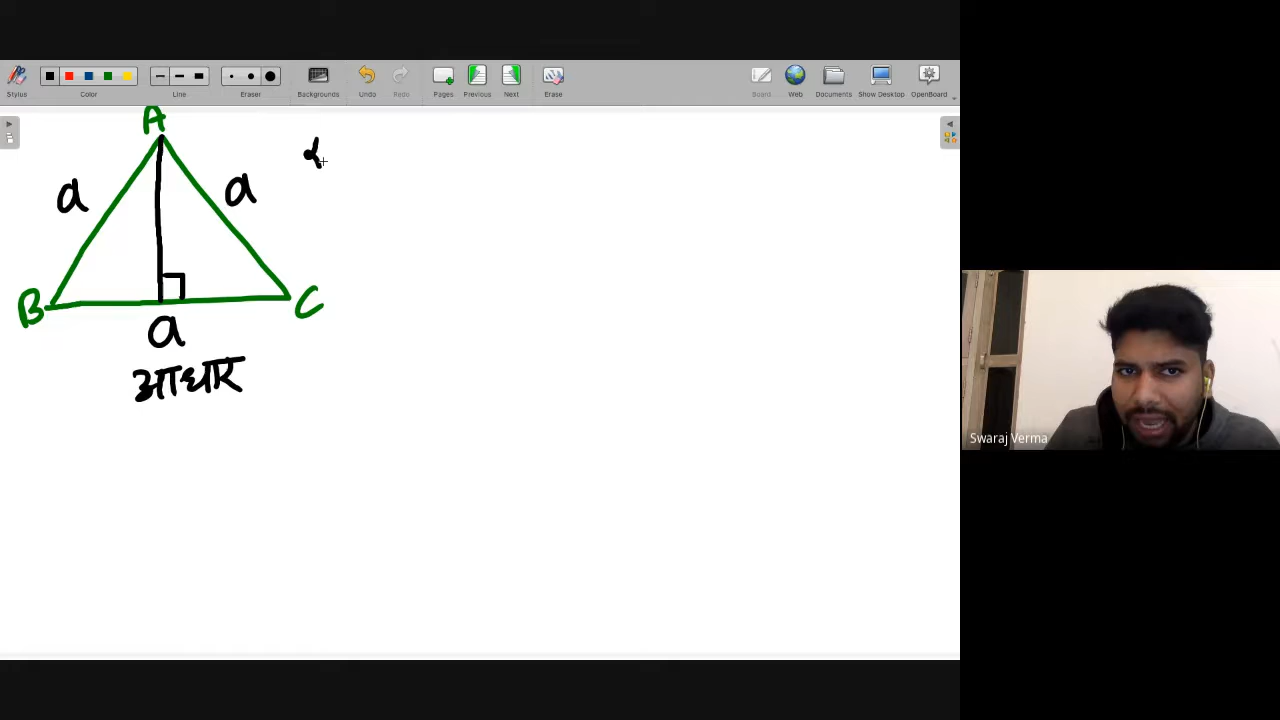 Stylus
Color
Line
Eraser
Backgrounds
Undo
Redo
Pages
Previous
Next
Erase
Board
Web
Documents
Show Desktop
OpenBoard
A
a
a
B
C
a
आधार
Swaraj Verma